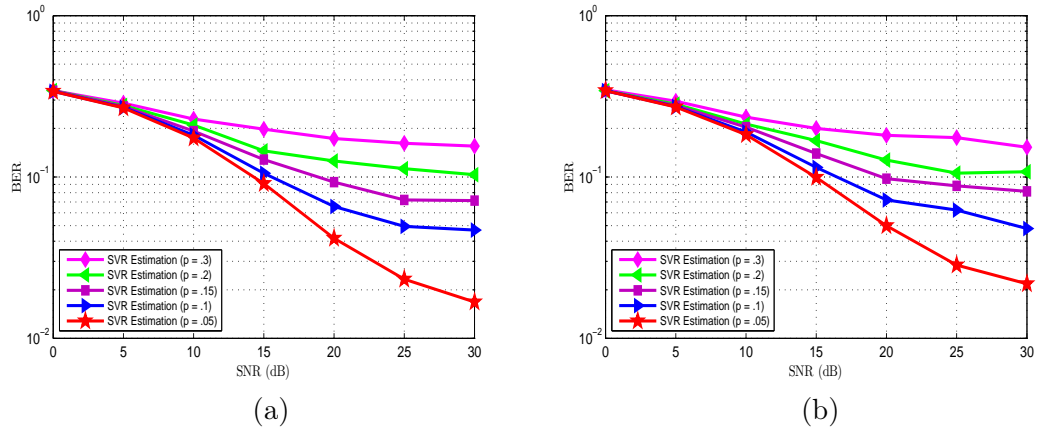 10^0
10^-1
10^-2
BER
0 5 10 15 20 25 30
SNR (dB)
SVR Estimation (p = .3)
SVR Estimation (p = .2)
SVR Estimation (p = .15)
SVR Estimation (p = .1)
SVR Estimation (p = .05)
(a)
10^0
10^-1
10^-2
BER
0 5 10 15 20 25 30
SNR (dB)
SVR Estimation (p = .3)
SVR Estimation (p = .2)
SVR Estimation (p = .15)
SVR Estimation (p = .1)
SVR Estimation (p = .05)
(b)